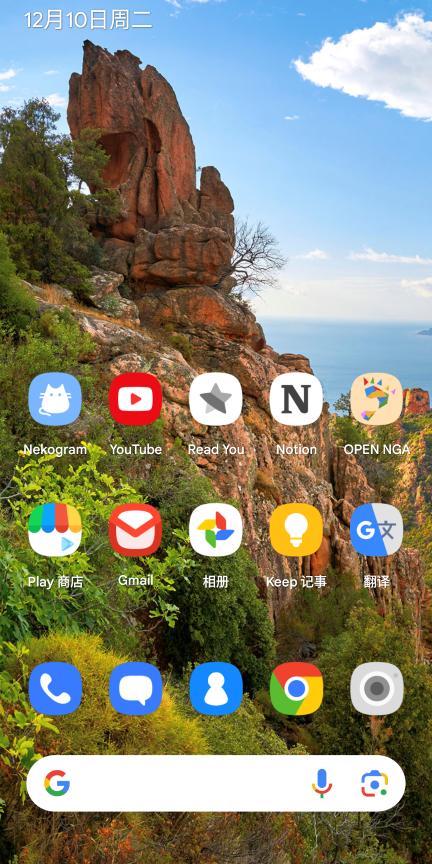 12月10日周二
Nekogram
YouTube
Read You
Notion
OPEN NGA
Play 商店
Gmail
相册
Keep 记事
翻译